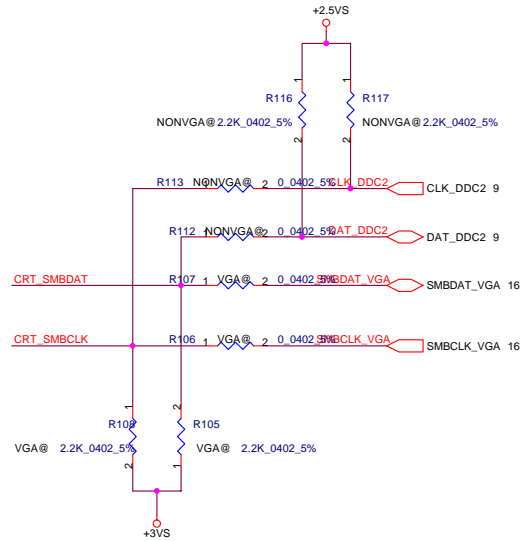 +2.5VS
1 1
R116 R117
NONVGA@ 2.2K_0402_5% NONVGA@ 2.2K_0402_5%
2 2
R113 NONVGA@ 0_0402_5% CLK_DDC2
1 2 CLK_DDC2 9
R112 NONVGA@ 0_0402_5% DAT_DDC2
1 2 DAT_DDC2 9
CRT_SMBDAT R107 1 VGA@ 2 0_0402_5% SMBDAT_VGA
SMBDAT_VGA 16
CRT_SMBCLK R106 1 VGA@ 2 0_0402_5% SMBCLK_VGA
SMBCLK_VGA 16
1 2
R108 R105
VGA@ 2.2K_0402_5% VGA@ 2.2K_0402_5%
2 1
+3VS